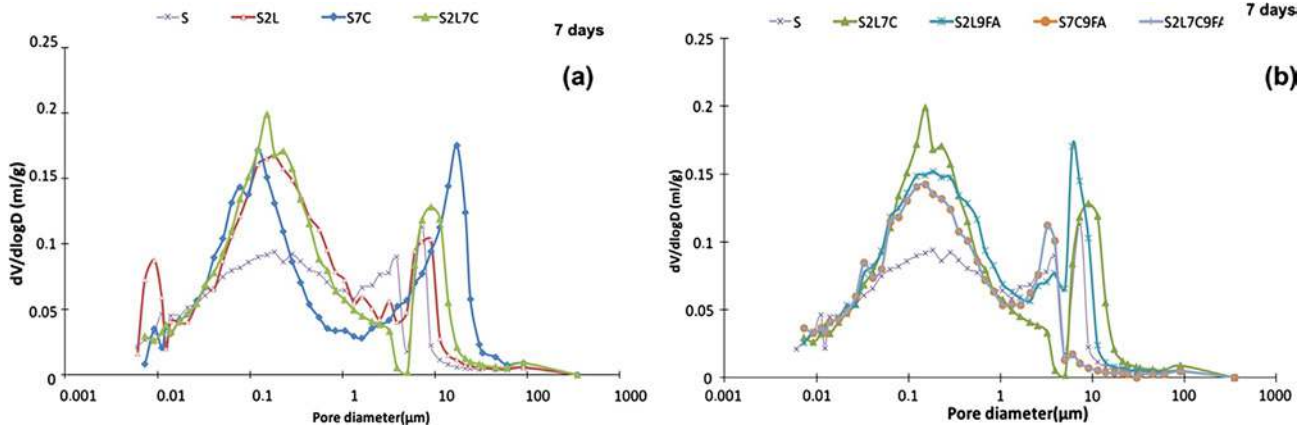 S S2L S7C S2L7C
7 days
(a)
0.25
0.2
0.15
0.1
0.05
0
dV/dlogD (ml/g)
0.001 0.01 0.1 1 10 100 1000
Pore diameter(µm)
S S2L7C S2L9FA S7C9FA S2L7C9FA
7 days
(b)
0.25
0.2
0.15
0.1
0.05
0
dV/dlogD (ml/g)
0.001 0.01 0.1 1 10 100 1000
Pore diameter(µm)